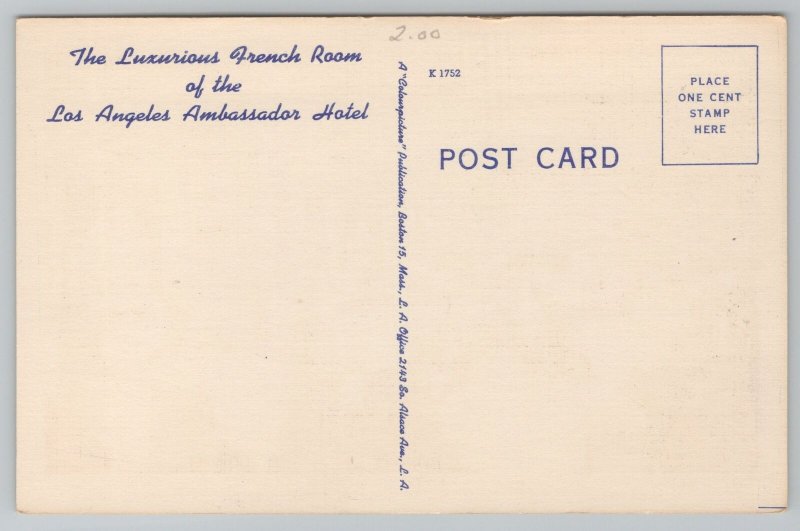 The Luxurious French Room
of the
Los Angeles Ambassador Hotel
2.00
A "Colourpicture" Publication, Boston 15, Mass., L. A. Office 2143 So. Alsace Ave., L. A.
K 1752
POST CARD
PLACE
ONE CENT
STAMP
HERE